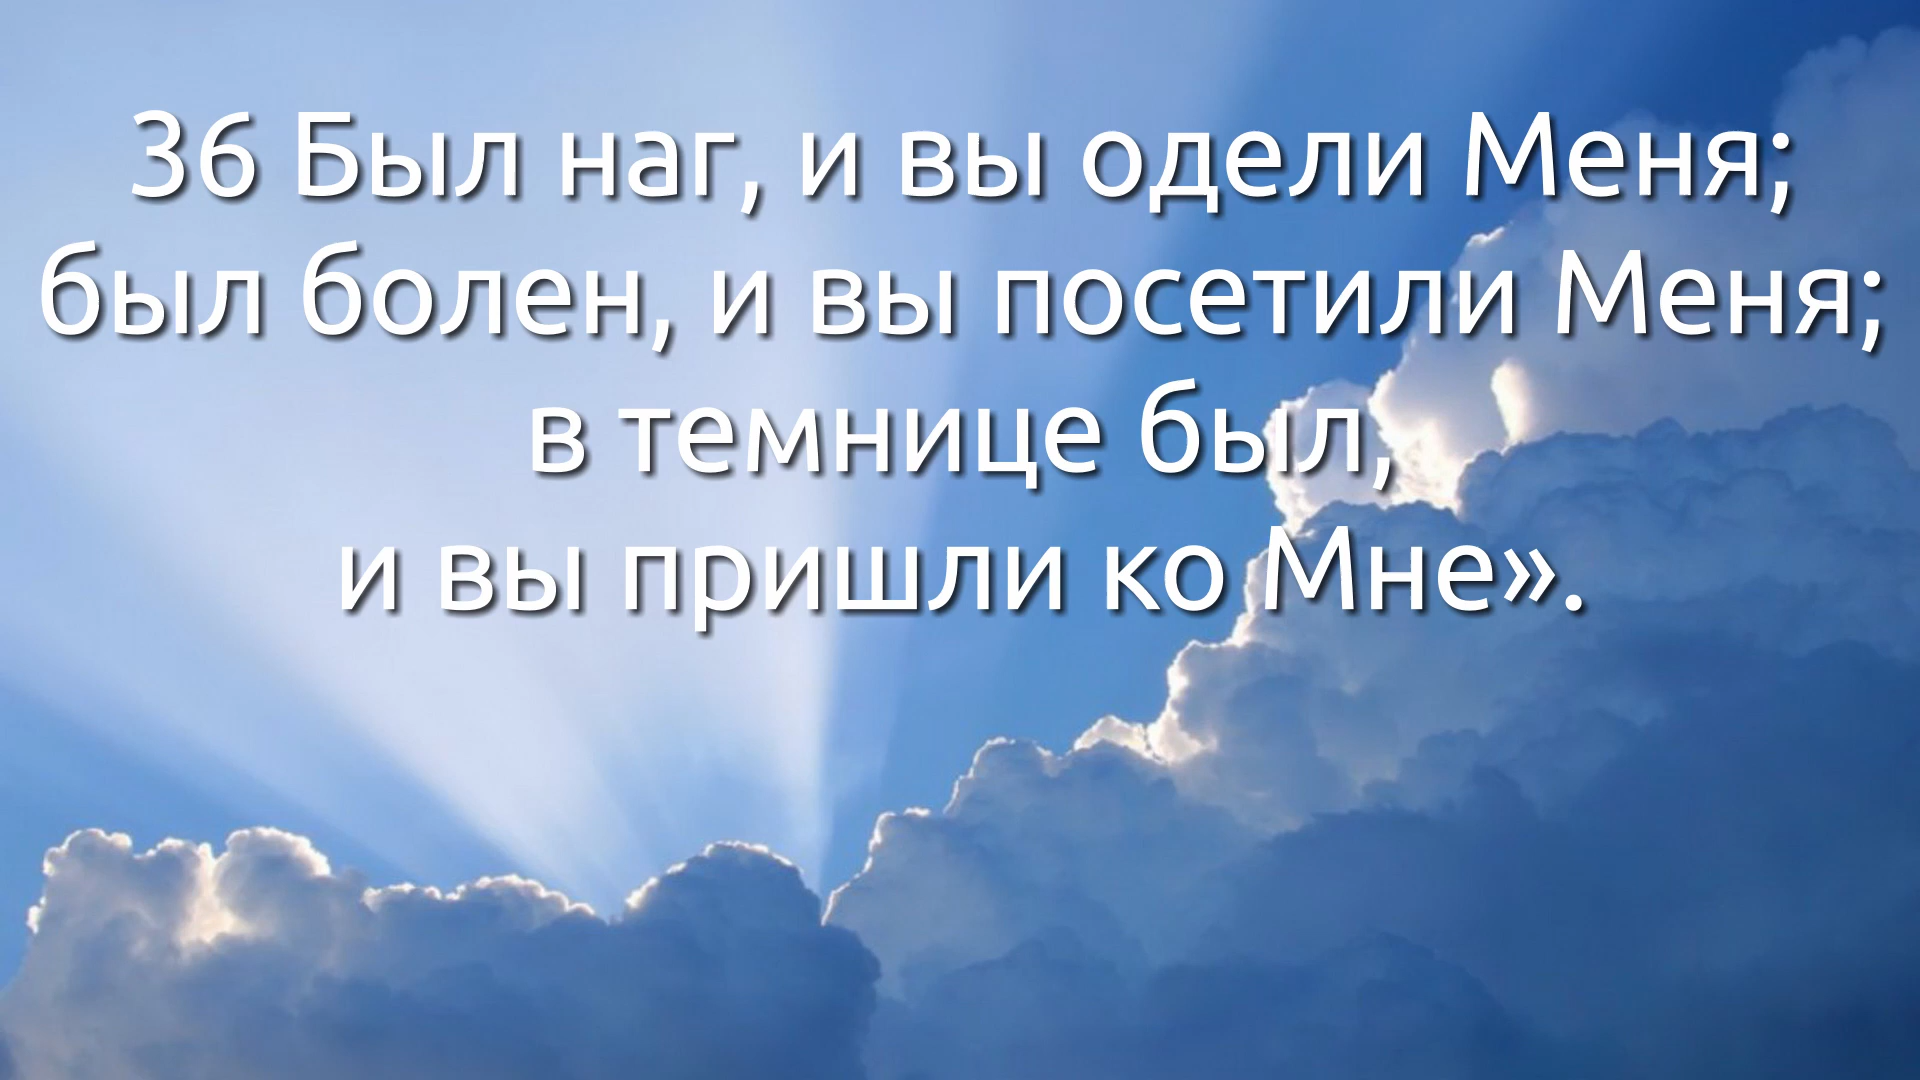 36 Был наг, и вы одели Меня;
был болен, и вы посетили Меня;
в темнице был,
и вы пришли ко Мне».